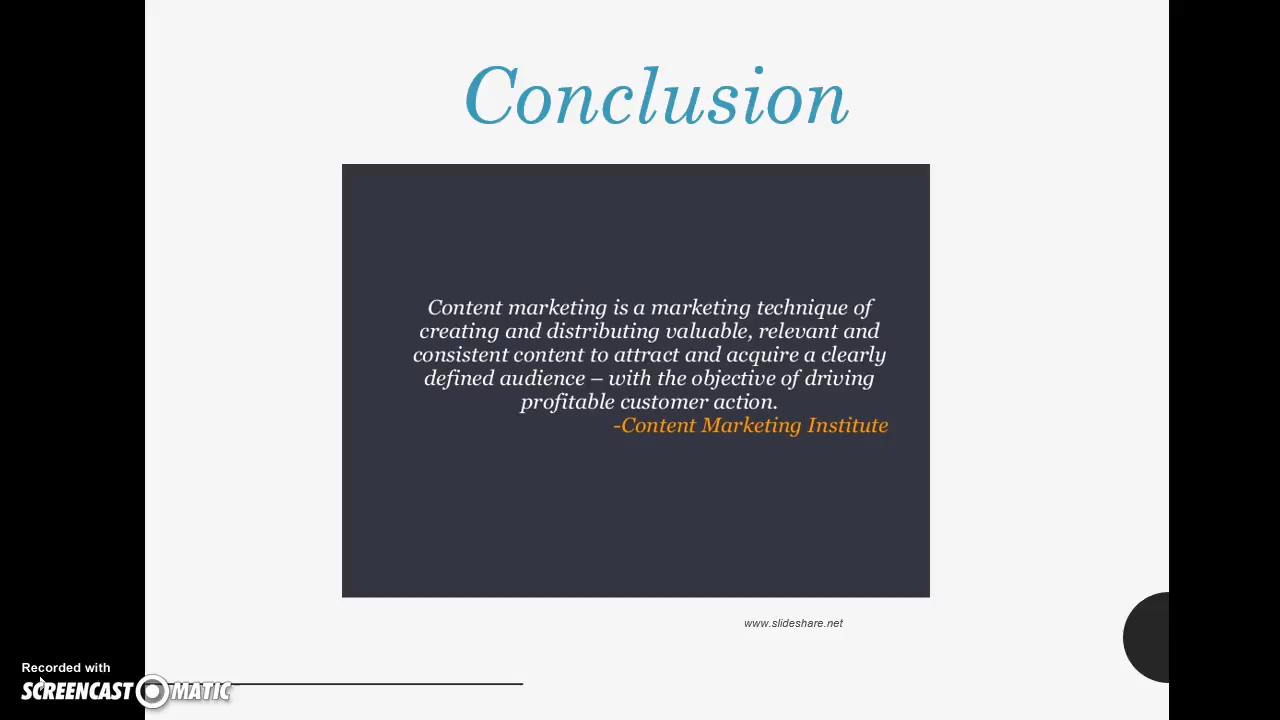 Conclusion
Content marketing is a marketing technique of
creating and distributing valuable, relevant and
consistent content to attract and acquire a clearly
defined audience – with the objective of driving
profitable customer action.
-Content Marketing Institute
www.slideshare.net
Recorded with
SCREENCAST MATIC